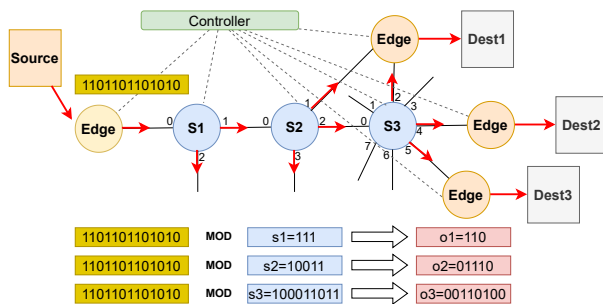 Controller
Source
Edge
Dest1
1101101101010
Edge
0 S1 1
2
0 S2 1
2
3
0 S3 1
2
3
4
5
6
7
Edge
Dest2
Edge
Dest3
1101101101010 MOD s1=111 o1=110
1101101101010 MOD s2=10011 o2=01110
1101101101010 MOD s3=100011011 o3=00110100